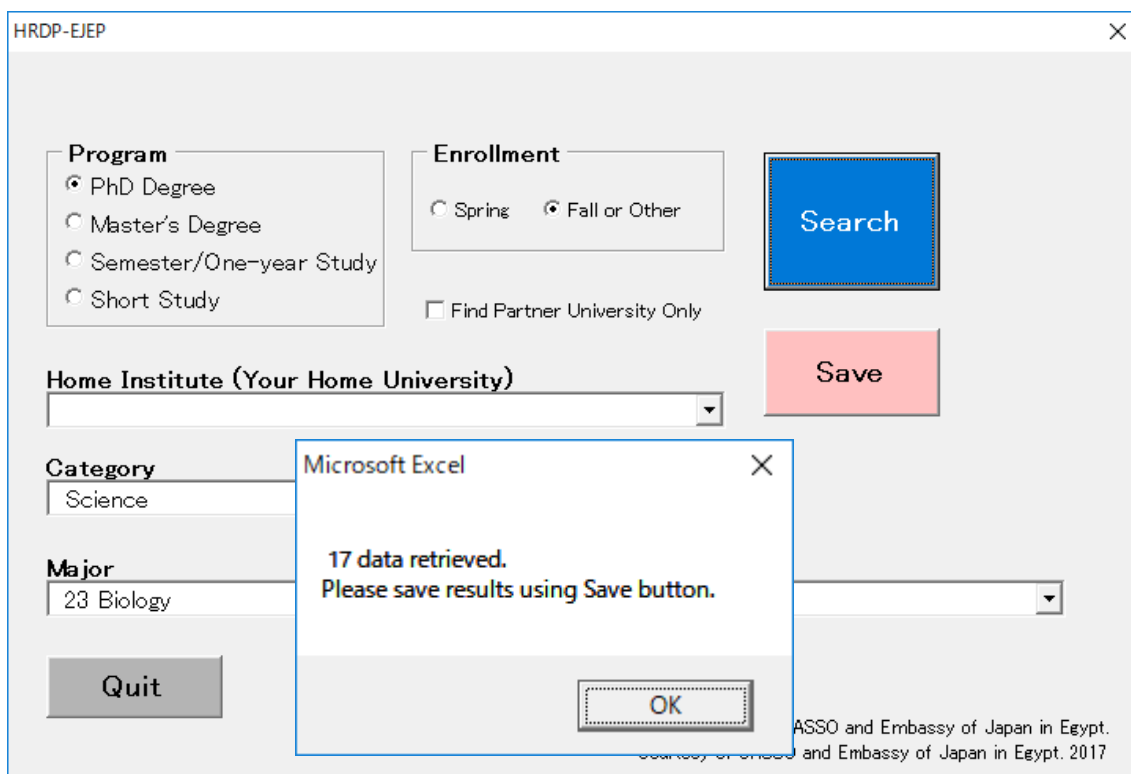 HRDP-EJEP
Program
PhD Degree
Master's Degree
Semester/One-year Study
Short Study
Enrollment
Spring
Fall or Other
Find Partner University Only
Search
Save
Home Institute (Your Home University)
Category
Science
Major
23 Biology
Microsoft Excel
17 data retrieved.
Please save results using Save button.
OK
Quit
ASSO and Embassy of Japan in Egypt.
and Embassy of Japan in Egypt. 2017